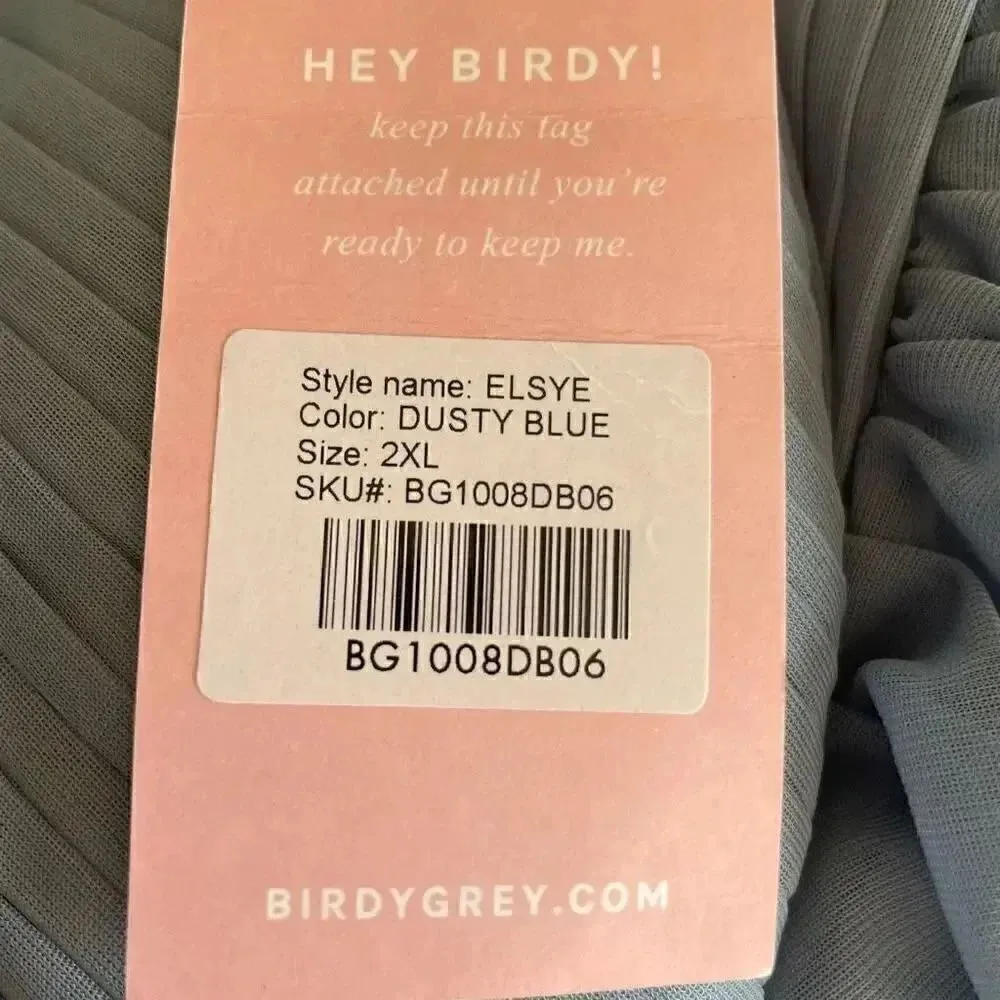 HEY BIRDY!
keep this tag
attached until you're
ready to keep me.
Style name: ELSYE
Color: DUSTY BLUE
Size: 2XL
SKU#: BG1008DB06
BG1008DB06
BIRDYGREY.COM